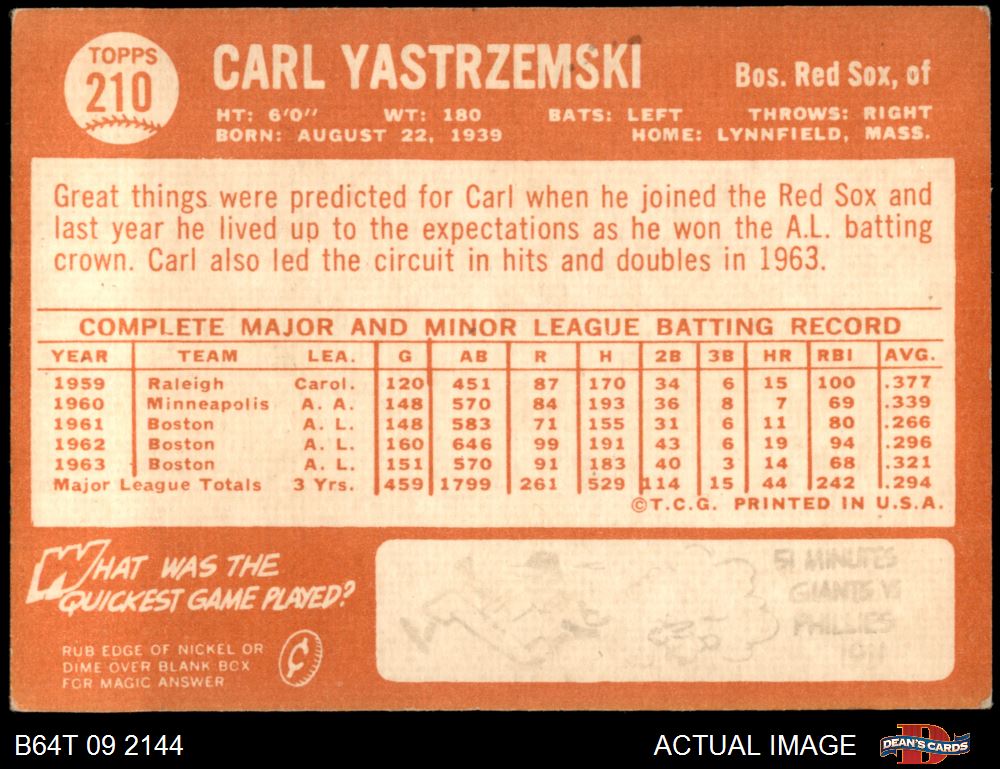 TOPPS
210
CARL YASTRZEMSKI
Bos. Red Sox, of
HT: 6'0" WT: 180 BATS: LEFT THROWS: RIGHT
BORN: AUGUST 22, 1939 HOME: LYNNFIELD, MASS.
Great things were predicted for Carl when he joined the Red Sox and
last year he lived up to the expectations as he won the A.L. batting
crown. Carl also led the circuit in hits and doubles in 1963.
COMPLETE MAJOR AND MINOR LEAGUE BATTING RECORD
YEAR TEAM LEA. G AB R H 2B 3B HR RBI AVG.
1959 Raleigh Carol. 120 451 87 170 34 6 15 100 .377
1960 Minneapolis A. A. 148 570 84 193 36 8 7 69 .339
1961 Boston A. L. 148 583 71 155 31 6 11 80 .266
1962 Boston A. L. 160 646 99 191 43 6 19 94 .296
1963 Boston A. L. 151 570 91 183 40 3 14 68 .321
Major League Totals 3 Yrs. 459 1799 261 529 114 15 44 242 .294
©T.C.G. PRINTED IN U.S.A.
WHAT WAS THE
QUICKEST GAME PLAYED?
RUB EDGE OF NICKEL OR
DIME OVER BLANK BOX
FOR MAGIC ANSWER
51 MINUTES
GIANTS VS
PHILLIES
B64T 09 2144
ACTUAL IMAGE
DEAN'S CARDS